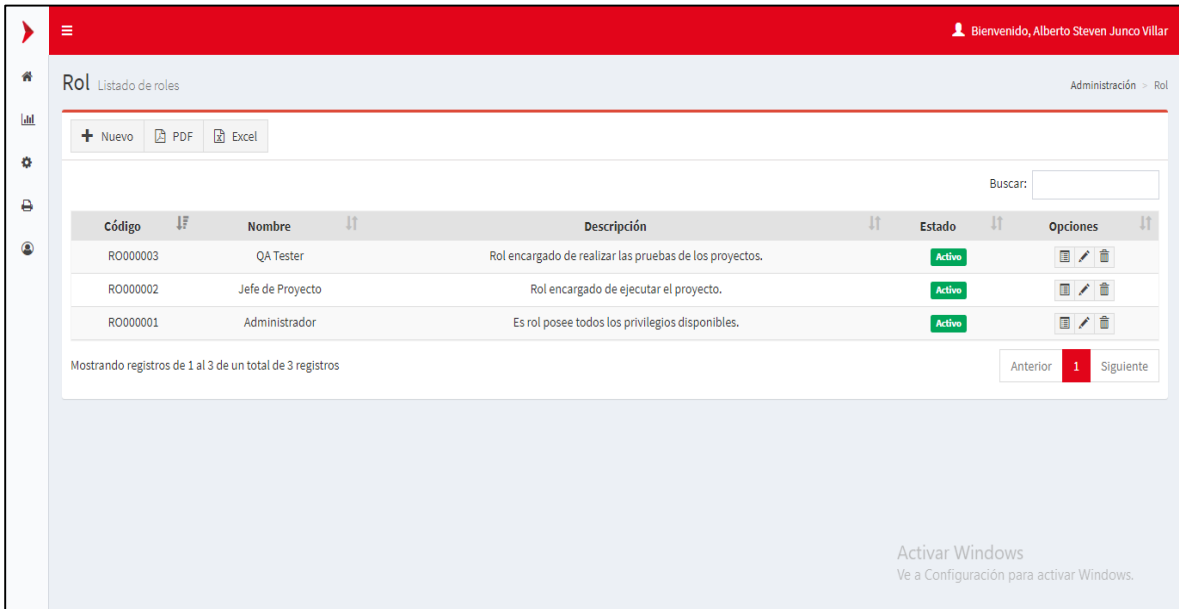 Bienvenido, Alberto Steven Junco Villar
Rol Listado de roles
Administración > Rol
Nuevo PDF Excel
Buscar:
Código Nombre Descripción Estado Opciones
RO000003 QA Tester Rol encargado de realizar las pruebas de los proyectos. Activo
RO000002 Jefe de Proyecto Rol encargado de ejecutar el proyecto. Activo
RO000001 Administrador Es rol posee todos los privilegios disponibles. Activo
Mostrando registros de 1 al 3 de un total de 3 registros
Anterior 1 Siguiente
Activar Windows
Ve a Configuración para activar Windows.